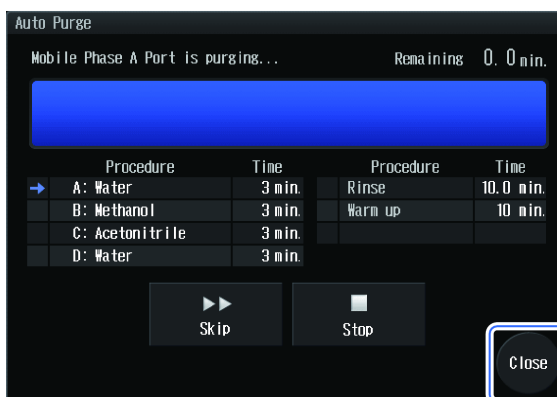 Auto Purge
Mobile Phase A Port is purging... Remaining 0.0 min.
Procedure Time Procedure Time
A: Water 3 min. Rinse 10.0 min.
B: Methanol 3 min. Warm up 10 min.
C: Acetonitrile 3 min.
D: Water 3 min.
Skip Stop
Close